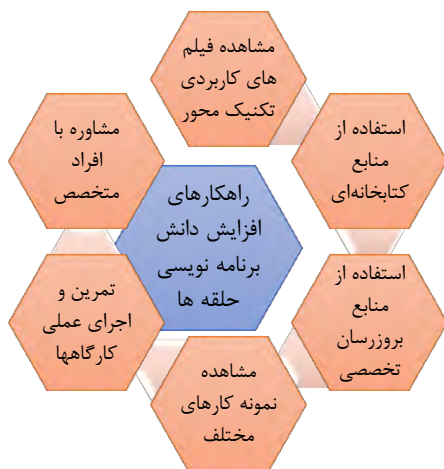 مشاهده فیلم
های کاربردی
تکنیک محور
استفاده از
منابع
کتابخانه‌ای
استفاده از
منابع
بروزرسان
تخصصی
مشاهده
نمونه کارهای
مختلف
تمرین و
اجرای عملی
کارگاهها
مشاوره با
افراد
متخصص
راهکارهای
افزایش دانش
برنامه نویسی
حلقه ها